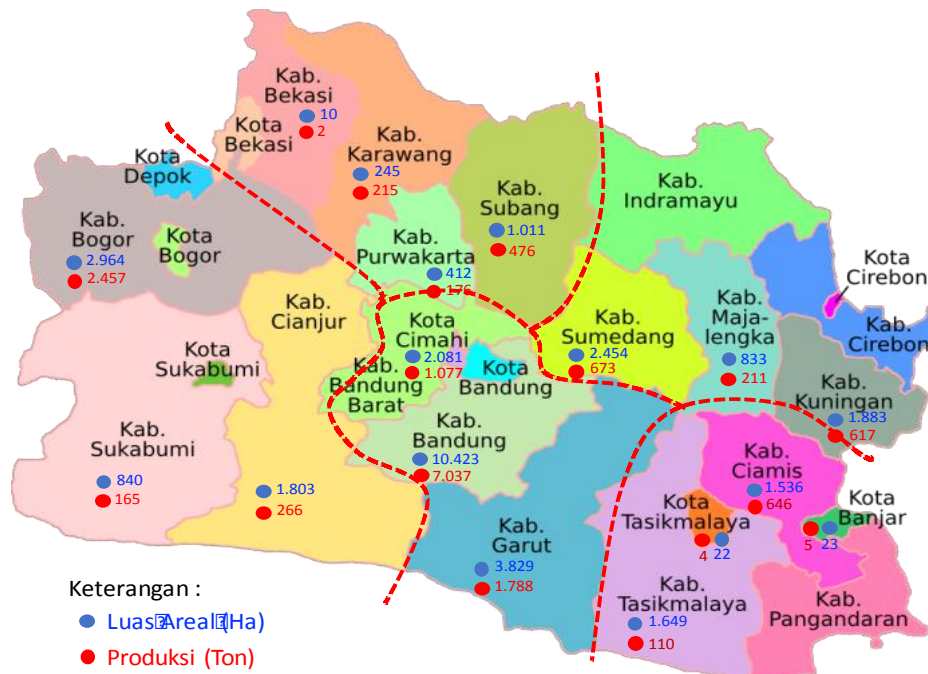 Kab.
Bekasi
10
2
Kota
Bekasi
Kab.
Karawang
245
215
Kota
Depok
Kab.
Subang
1.011
476
Kab.
Indramayu
Kab.
Bogor
2.964
2.457
Kota
Bogor
Kab.
Purwakarta
412
176
Kota
Cirebon
Kab.
Cirebon
Kab.
Cianjur
1.803
266
Kota
Cimahi
2.081
1.077
Kab.
Sumedang
2.454
673
Kab.
Maja-
lengka
833
211
Kota
Sukabumi
Kab.
Bandung
Barat
Kota
Bandung
Kab.
Kuningan
1.883
617
Kab.
Sukabumi
840
165
Kab.
Bandung
10.423
7.037
Kab.
Ciamis
1.536
646
Kota
Tasikmalaya
4 22
Kota
Banjar
5 23
Kab.
Garut
3.829
1.788
Kab.
Tasikmalaya
1.649
110
Kab.
Pangandaran
Keterangan :
Luas Areal (Ha)
Produksi (Ton)